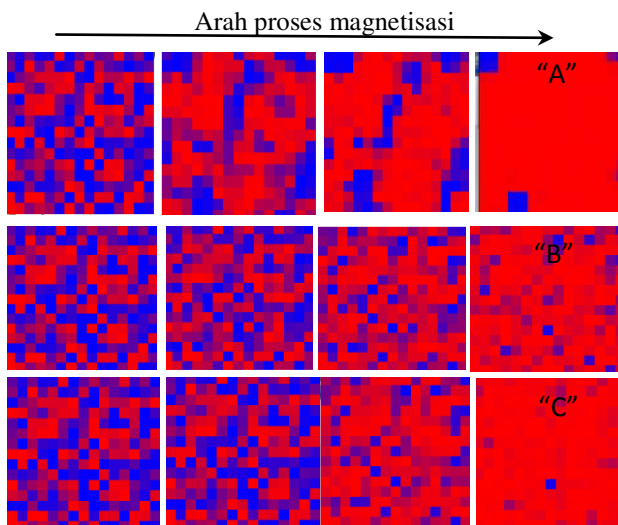 Arah proses magnetisasi
“A”
“B”
“C”